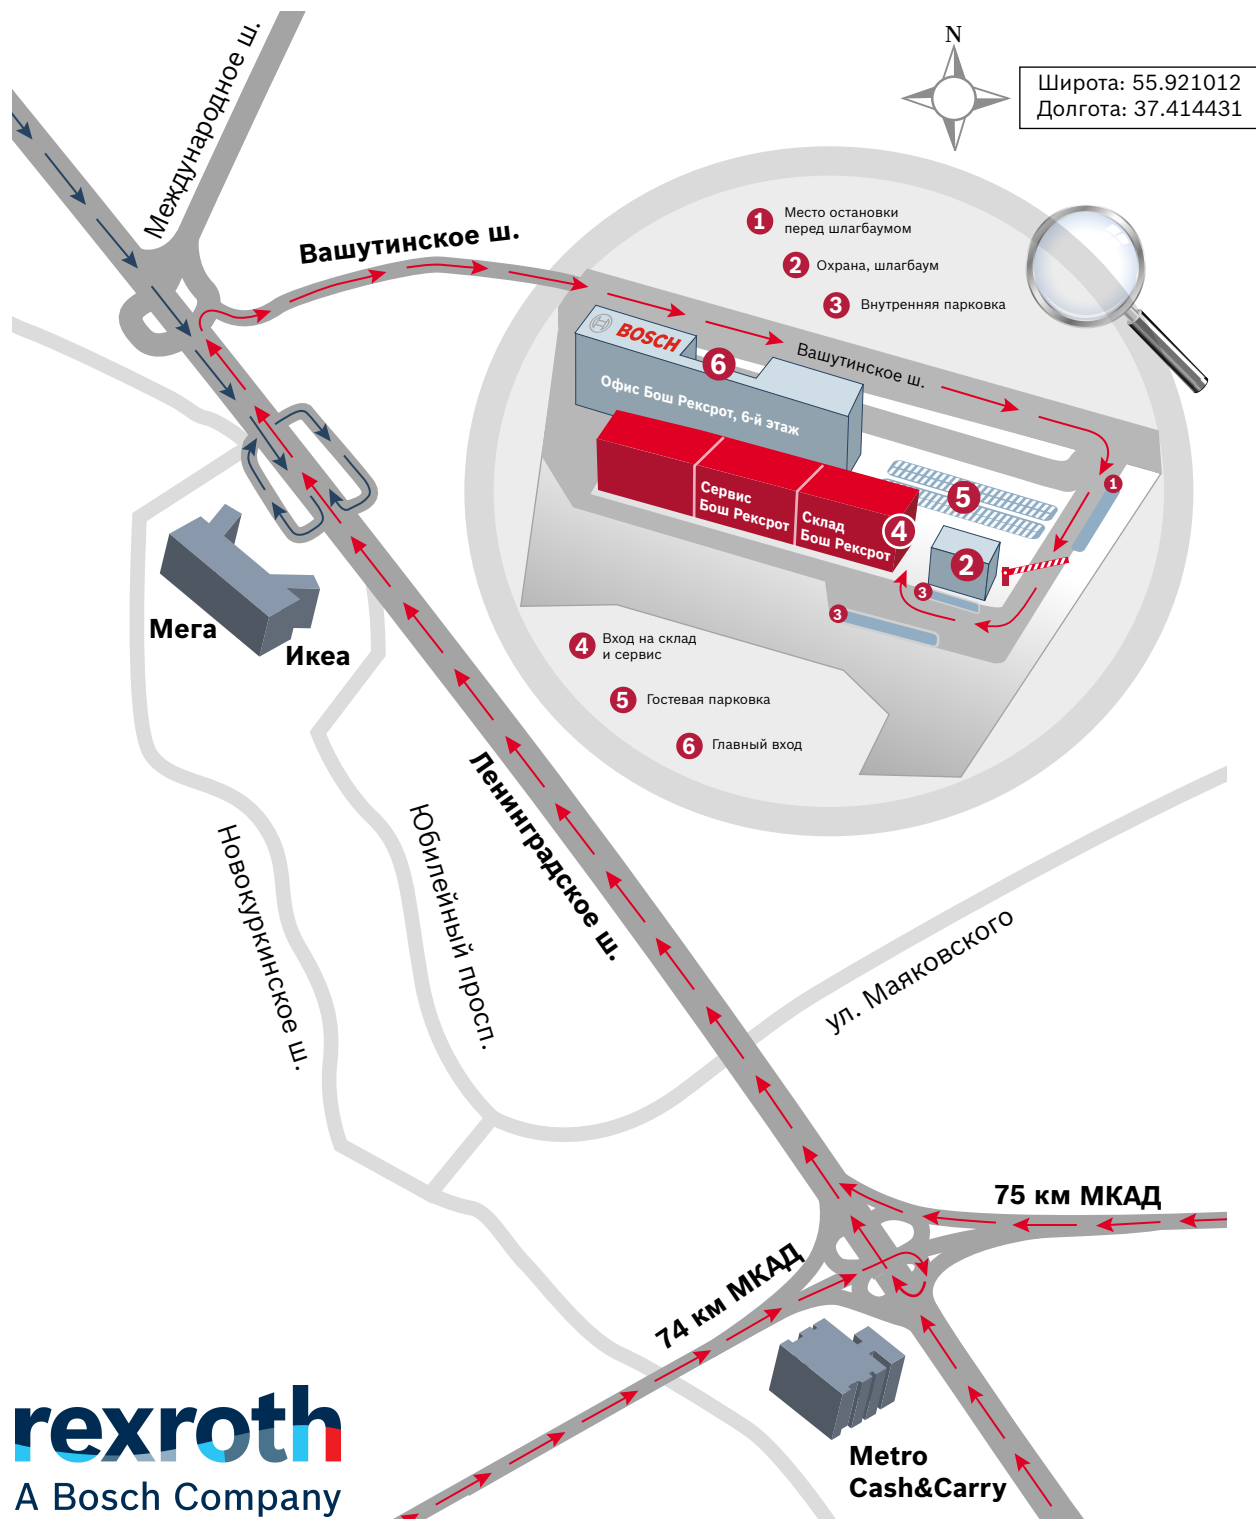 N
Широта: 55.921012
Долгота: 37.414431
Международное ш.
Вашутинское ш.
1 Место остановки
перед шлагбаумом
2 Охрана, шлагбаум
3 Внутренняя парковка
BOSCH
6
Вашутинское ш.
Офис Бош Рексрот, 6-й этаж
1
5
Сервис
Бош Рексрот
Склад
Бош Рексрот
4
2
3
3
Мега
Икеа
4 Вход на склад
и сервис
5 Гостевая парковка
6 Главный вход
Ленинградское ш.
Юбилейный просп.
Новокуркинское ш.
ул. Маяковского
75 км МКАД
74 км МКАД
Metro
Cash&Carry
rexroth
A Bosch Company